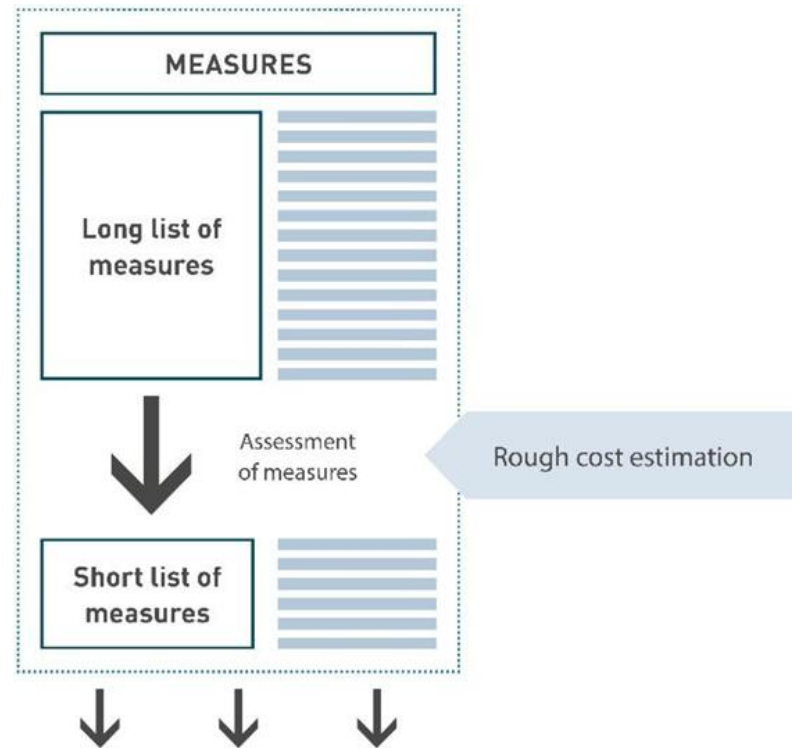 MEASURES
Long list of
measures
Assessment
of measures
Rough cost estimation
Short list of
measures